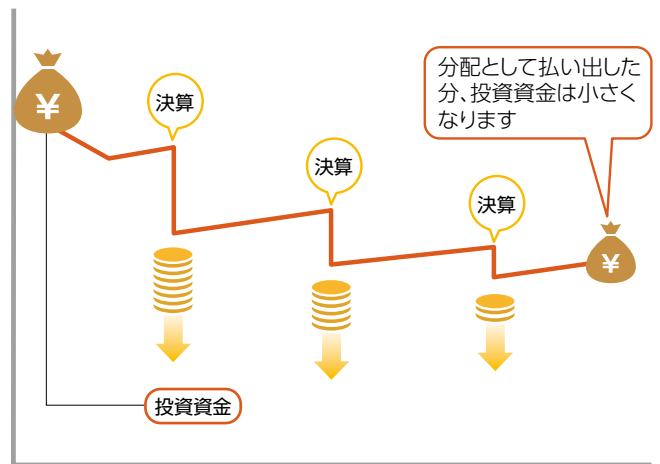 分配として払い出した
分、投資資金は小さく
なります
¥
決算
決算
決算
¥
投資資金